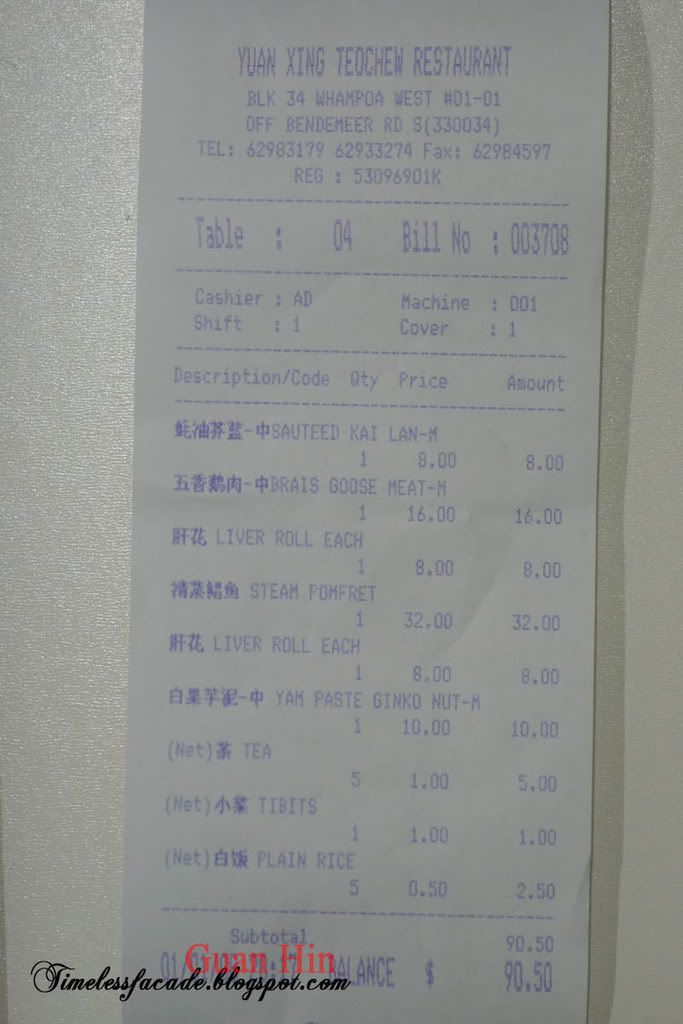 YUAN XING TEOCHEW RESTAURANT
BLK 34 WHAMPOA WEST #01-01
OFF BENDEMEER RD S(330034)
TEL: 62983179 62933274 Fax: 62984597
REG : 53096901K
Table : 04 Bill No : 003708
Cashier : AD Machine : 001
Shift : 1 Cover : 1
Description/Code Qty Price Amount
蚝油芥蓝-中SAUTEED KAI LAN-M
1 8.00 8.00
五香鹅肉-中BRAIS GOOSE MEAT-M
1 16.00 16.00
肝花 LIVER ROLL EACH
1 8.00 8.00
清蒸鲳鱼 STEAM POMFRET
1 32.00 32.00
肝花 LIVER ROLL EACH
1 8.00 8.00
白果芋泥-中 YAM PASTE GINKO NUT-M
1 10.00 10.00
(Net)茶 TEA
5 1.00 5.00
(Net)小菜 TIBITS
1 1.00 1.00
(Net)白饭 PLAIN RICE
5 0.50 2.50
Subtotal 90.50
BALANCE $ 90.50
Guan Hin
Timelessfacade.blogspot.com